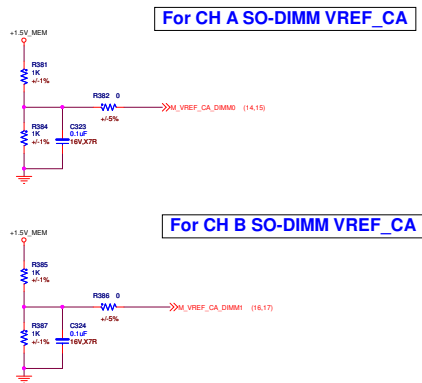 For CH A SO-DIMM VREF_CA
+1.5V_MEM
R381
1K
+/-1%
R382 0
+/-5%
M_VREF_CA_DIMM0 (14,15)
R384
1K
+/-1%
C323
0.1uF
16V,X7R
For CH B SO-DIMM VREF_CA
+1.5V_MEM
R385
1K
+/-1%
R386 0
+/-5%
M_VREF_CA_DIMM1 (16,17)
R387
1K
+/-1%
C324
0.1uF
16V,X7R